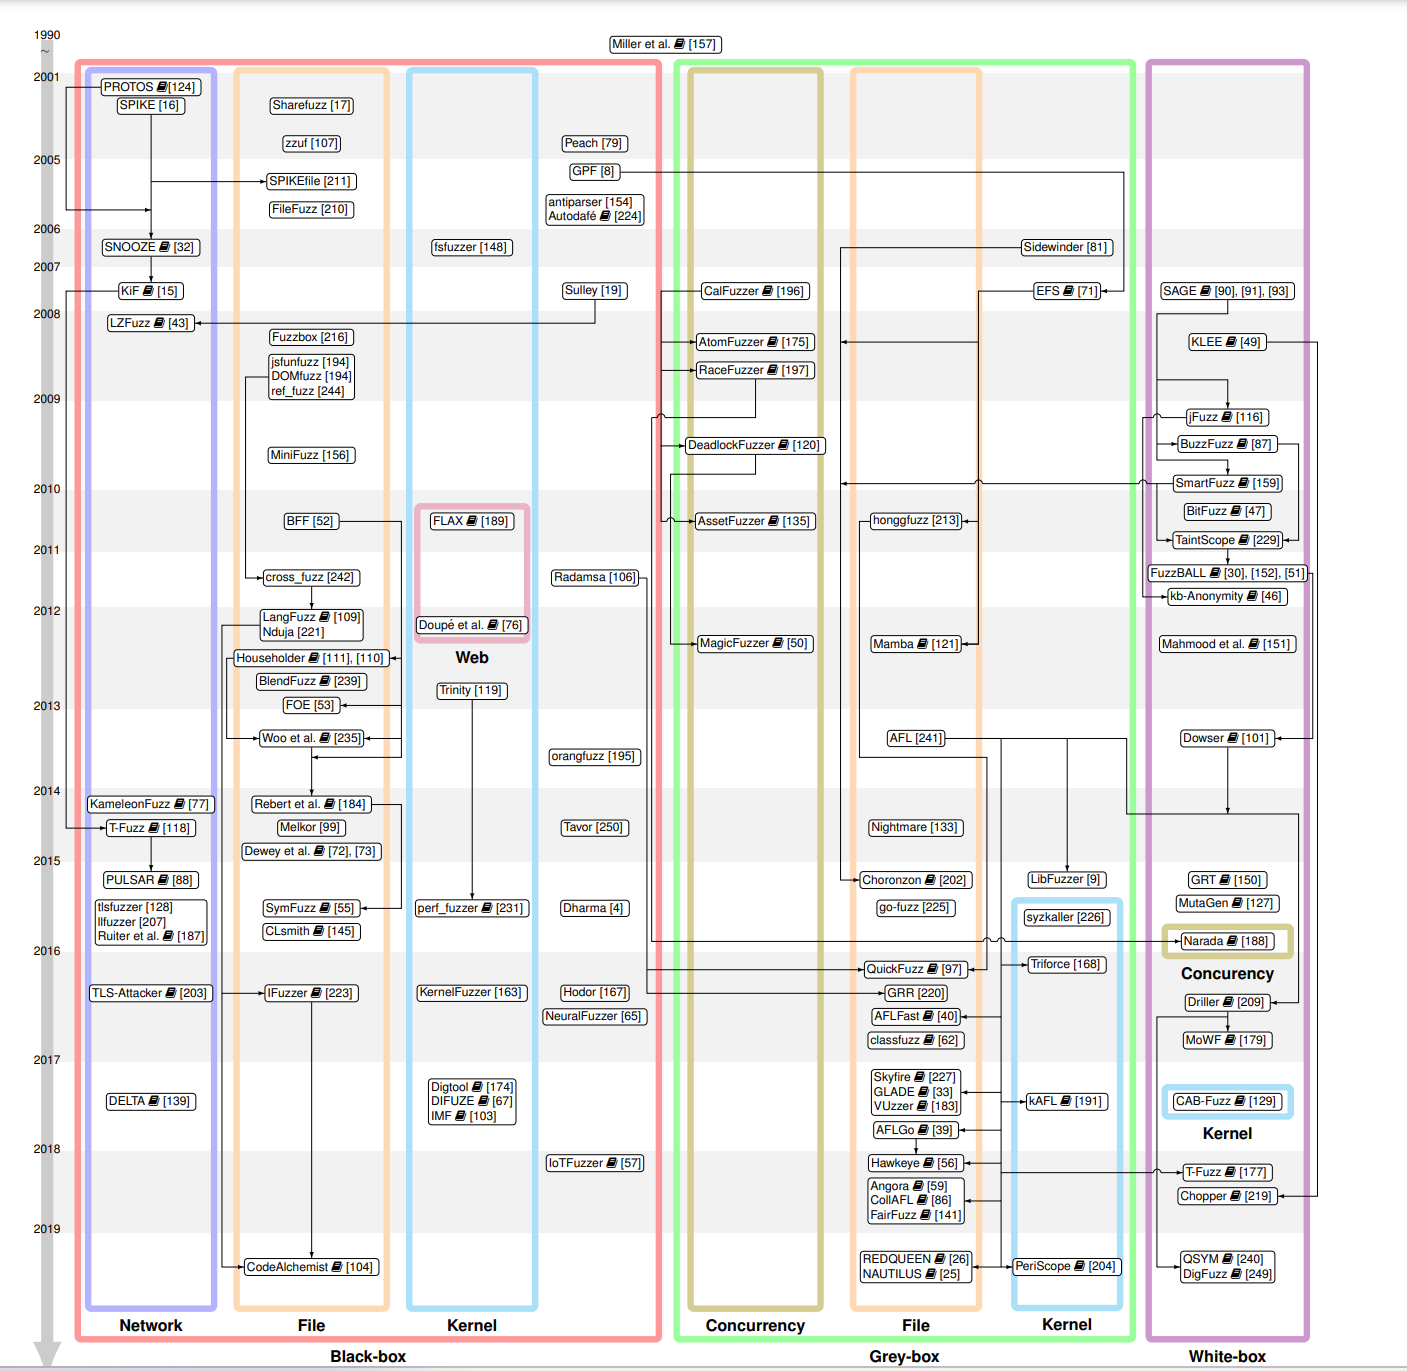 1990
~
Miller et al. [157]
2001
PROTOS [124]
SPIKE [16]
Sharefuzz [17]
zzuf [107]
Peach [79]
2005
GPF [8]
SPIKEfile [211]
FileFuzz [210]
antiparser [154]
Autodafé [224]
2006
SNOOZE [32]
fsfuzzer [148]
Sidewinder [81]
2007
KiF [15]
Sulley [19]
CalFuzzer [196]
EFS [71]
SAGE [90], [91], [93]
2008
LZFuzz [43]
Fuzzbox [216]
AtomFuzzer [175]
KLEE [49]
jsfunfuzz [194]
DOMfuzz [194]
ref_fuzz [244]
RaceFuzzer [197]
2009
jFuzz [116]
BuzzFuzz [87]
DeadlockFuzzer [120]
MiniFuzz [156]
2010
SmartFuzz [159]
BitFuzz [47]
BFF [52]
FLAX [189]
AssetFuzzer [135]
honggfuzz [213]
TaintScope [229]
2011
cross_fuzz [242]
Radamsa [106]
FuzzBALL [30], [152], [51]
kb-Anonymity [46]
2012
LangFuzz [109]
Nduja [221]
Doupé et al. [76]
MagicFuzzer [50]
Mamba [121]
Mahmood et al. [151]
Web
Householder [111], [110]
BlendFuzz [239]
Trinity [119]
FOE [53]
2013
Woo et al. [235]
AFL [241]
Dowser [101]
orangfuzz [195]
2014
KameleonFuzz [77]
Rebert et al. [184]
T-Fuzz [118]
Melkor [99]
Tavor [250]
Nightmare [133]
Dewey et al. [72], [73]
2015
PULSAR [88]
Choronzon [202]
LibFuzzer [9]
GRT [150]
MutaGen [127]
tlsfuzzer [128]
llfuzzer [207]
Ruiter et al. [187]
SymFuzz [55]
perf_fuzzer [231]
Dharma [4]
go-fuzz [225]
syzkaller [226]
CLsmith [145]
Narada [188]
2016
QuickFuzz [97]
Triforce [168]
Concurency
TLS-Attacker [203]
IFuzzer [223]
KernelFuzzer [163]
Hodor [167]
GRR [220]
Driller [209]
NeuralFuzzer [65]
AFLFast [40]
classfuzz [62]
MoWF [179]
2017
Skyfire [227]
GLADE [33]
VUzzer [183]
Digtool [174]
DIFUZE [67]
IMF [103]
DELTA [139]
kAFL [191]
CAB-Fuzz [129]
AFLGo [39]
Kernel
2018
IoTFuzzer [57]
Hawkeye [56]
T-Fuzz [177]
Angora [59]
CollAFL [86]
FairFuzz [141]
Chopper [219]
2019
CodeAlchemist [104]
REDQUEEN [26]
NAUTILUS [25]
PeriScope [204]
QSYM [240]
DigFuzz [249]
Network
File
Kernel
Concurrency
File
Kernel
Black-box
Grey-box
White-box